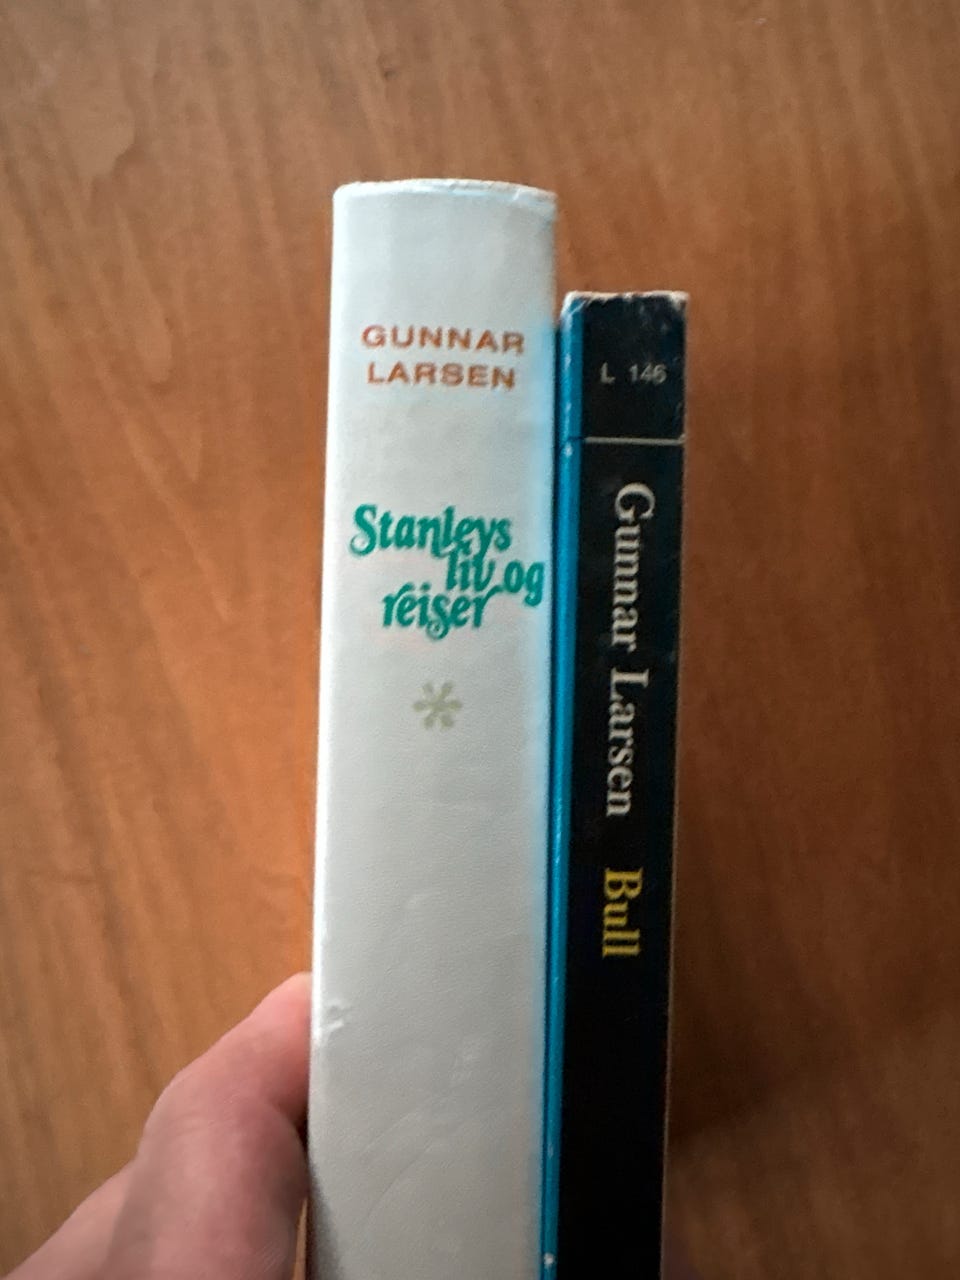 GUNNAR
LARSEN
Stanleys
liv og
reiser
L 146
Gunnar Larsen Bull